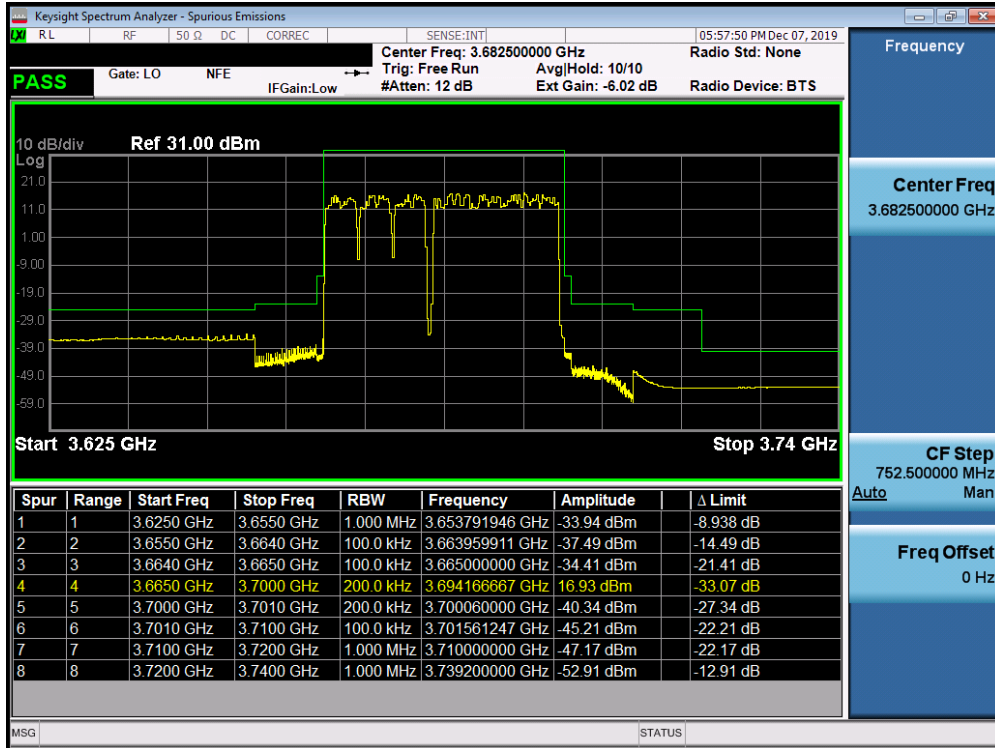 Keysight Spectrum Analyzer - Spurious Emissions
LXI RL RF 50 Ω DC CORREC SENSE:INT 05:57:50 PM Dec 07, 2019
Center Freq: 3.682500000 GHz Radio Std: None
PASS Gate: LO NFE Trig: Free Run Avg|Hold: 10/10
IFGain:Low #Atten: 12 dB Ext Gain: -6.02 dB Radio Device: BTS
10 dB/div Ref 31.00 dBm
Log
21.0
11.0
1.00
-9.00
-19.0
-29.0
-39.0
-49.0
-59.0
Start 3.625 GHz Stop 3.74 GHz
Spur Range Start Freq Stop Freq RBW Frequency Amplitude Δ Limit
1 1 3.6250 GHz 3.6550 GHz 1.000 MHz 3.653791946 GHz -33.94 dBm -8.938 dB
2 2 3.6550 GHz 3.6640 GHz 100.0 kHz 3.663959911 GHz -37.49 dBm -14.49 dB
3 3 3.6640 GHz 3.6650 GHz 100.0 kHz 3.665000000 GHz -34.41 dBm -21.41 dB
4 4 3.6650 GHz 3.7000 GHz 200.0 kHz 3.694166667 GHz 16.93 dBm -33.07 dB
5 5 3.7000 GHz 3.7010 GHz 200.0 kHz 3.700060000 GHz -40.34 dBm -27.34 dB
6 6 3.7010 GHz 3.7100 GHz 100.0 kHz 3.701561247 GHz -45.21 dBm -22.21 dB
7 7 3.7100 GHz 3.7200 GHz 1.000 MHz 3.710000000 GHz -47.17 dBm -22.17 dB
8 8 3.7200 GHz 3.7400 GHz 1.000 MHz 3.739200000 GHz -52.91 dBm -12.91 dB
MSG STATUS
Frequency
Center Freq
3.682500000 GHz
CF Step
752.500000 MHz
Auto Man
Freq Offset
0 Hz